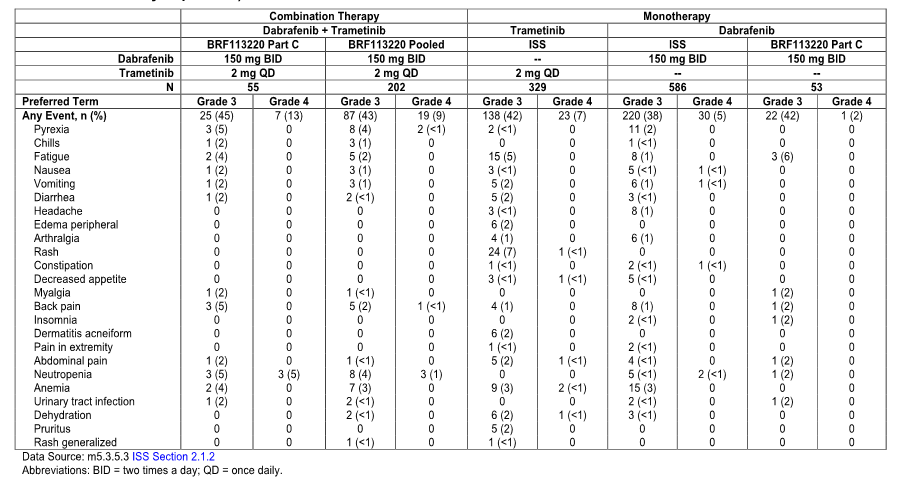 Combination Therapy Monotherapy
Dabrafenib + Trametinib Trametinib Dabrafenib
BRF113220 Part C BRF113220 Pooled ISS ISS BRF113220 Part C
Dabrafenib 150 mg BID 150 mg BID -- 150 mg BID 150 mg BID
Trametinib 2 mg QD 2 mg QD 2 mg QD -- --
N 55 202 329 586 53
Preferred Term Grade 3 Grade 4 Grade 3 Grade 4 Grade 3 Grade 4 Grade 3 Grade 4 Grade 3 Grade 4
Any Event, n (%) 25 (45) 7 (13) 87 (43) 19 (9) 138 (42) 23 (7) 220 (38) 30 (5) 22 (42) 1 (2)
Pyrexia 3 (5) 0 8 (4) 2 (<1) 2 (<1) 0 11 (2) 0 0 0
Chills 1 (2) 0 3 (1) 0 0 0 1 (<1) 0 0 0
Fatigue 2 (4) 0 5 (2) 0 15 (5) 0 8 (1) 0 3 (6) 0
Nausea 1 (2) 0 3 (1) 0 3 (<1) 0 5 (<1) 1 (<1) 0 0
Vomiting 1 (2) 0 3 (1) 0 5 (2) 0 6 (1) 1 (<1) 0 0
Diarrhea 1 (2) 0 2 (<1) 0 5 (2) 0 3 (<1) 0 0 0
Headache 0 0 0 0 3 (<1) 0 8 (1) 0 0 0
Edema peripheral 0 0 0 0 6 (2) 0 0 0 0 0
Arthralgia 0 0 0 0 4 (1) 0 6 (1) 0 0 0
Rash 0 0 0 0 24 (7) 1 (<1) 0 0 0 0
Constipation 0 0 0 0 1 (<1) 0 2 (<1) 1 (<1) 0 0
Decreased appetite 0 0 0 0 3 (<1) 1 (<1) 5 (<1) 0 0 0
Myalgia 1 (2) 0 1 (<1) 0 0 0 0 0 1 (2) 0
Back pain 3 (5) 0 5 (2) 1 (<1) 4 (1) 0 8 (1) 0 1 (2) 0
Insomnia 0 0 0 0 0 0 2 (<1) 0 1 (2) 0
Dermatitis acneiform 0 0 0 0 6 (2) 0 0 0 0 0
Pain in extremity 0 0 0 0 1 (<1) 0 2 (<1) 0 0 0
Abdominal pain 1 (2) 0 1 (<1) 0 5 (2) 1 (<1) 4 (<1) 0 1 (2) 0
Neutropenia 3 (5) 3 (5) 8 (4) 3 (1) 0 0 5 (<1) 2 (<1) 1 (2) 0
Anemia 2 (4) 0 7 (3) 0 9 (3) 2 (<1) 15 (3) 0 0 0
Urinary tract infection 1 (2) 0 2 (<1) 0 0 0 2 (<1) 0 1 (2) 0
Dehydration 0 0 2 (<1) 0 6 (2) 1 (<1) 3 (<1) 0 0 0
Pruritus 0 0 0 0 5 (2) 0 0 0 0 0
Rash generalized 0 0 1 (<1) 0 1 (<1) 0 0 0 0 0
Data Source: m5.3.5.3 ISS Section 2.1.2
Abbreviations: BID = two times a day; QD = once daily.